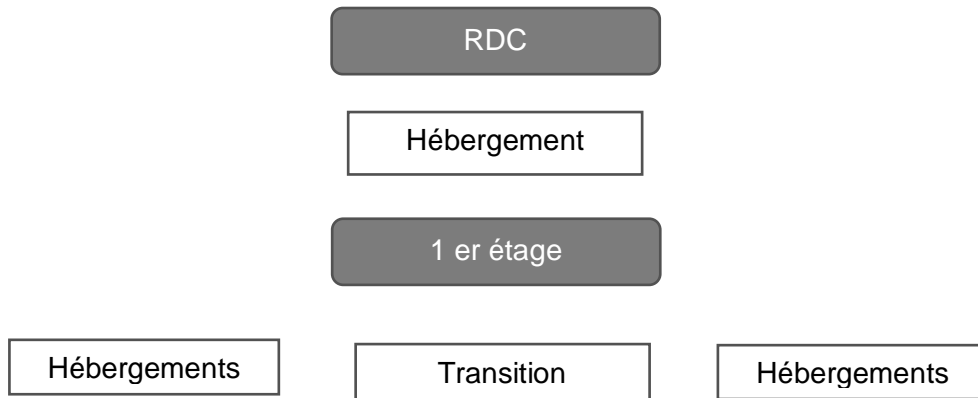 RDC
Hébergement
1 er étage
Hébergements
Transition
Hébergements